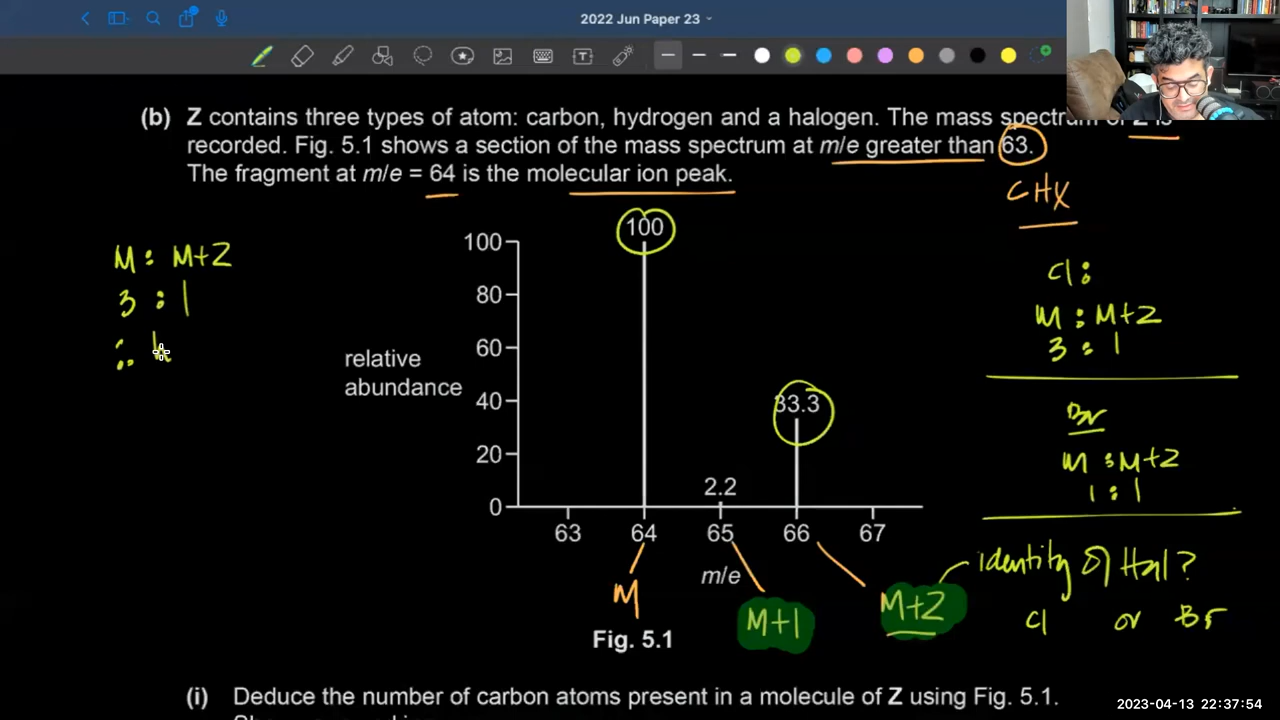 2022 Jun Paper 23
(b) Z contains three types of atom: carbon, hydrogen and a halogen. The mass spectrum of Z is
recorded. Fig. 5.1 shows a section of the mass spectrum at m/e greater than 63.
The fragment at m/e = 64 is the molecular ion peak.
CHX
M : M+2
3 : 1
∴
100
100
80
60
40
20
0
relative
abundance
33.3
2.2
63 64 65 66 67
m/e
M
M+1
M+2
Fig. 5.1
Cl:
M : M+2
3 : 1
Br
M : M+2
1 : 1
identity of Hal?
Cl or Br
(i) Deduce the number of carbon atoms present in a molecule of Z using Fig. 5.1.
2023-04-13 22:37:54